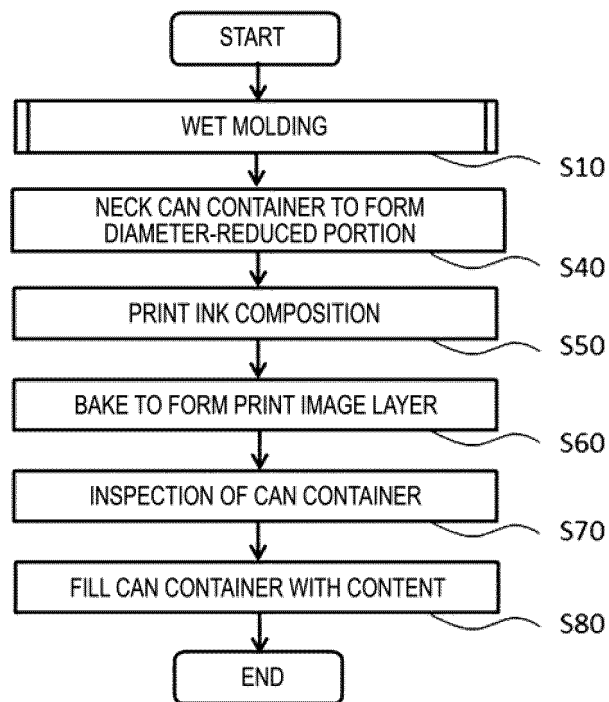 START
WET MOLDING
S10
NECK CAN CONTAINER TO FORM
DIAMETER-REDUCED PORTION
S40
PRINT INK COMPOSITION
S50
BAKE TO FORM PRINT IMAGE LAYER
S60
INSPECTION OF CAN CONTAINER
S70
FILL CAN CONTAINER WITH CONTENT
S80
END